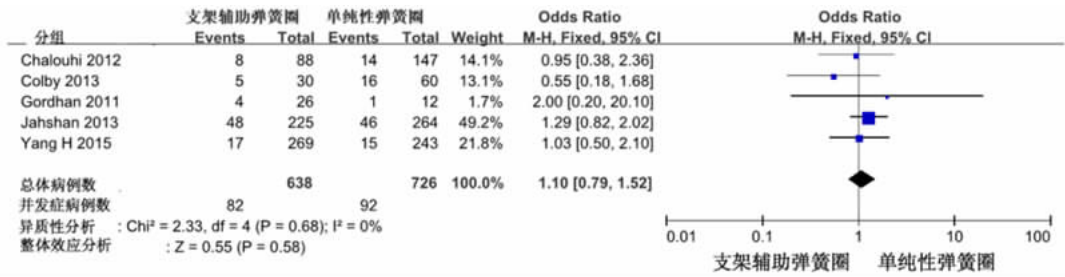 支架辅助弹簧圈 单纯性弹簧圈 Odds Ratio Odds Ratio
分组 Events Total Events Total Weight M-H, Fixed, 95% CI M-H, Fixed, 95% CI
Chalouhi 2012 8 88 14 147 14.1% 0.95 [0.38, 2.36]
Colby 2013 5 30 16 60 13.1% 0.55 [0.18, 1.68]
Gordhan 2011 4 26 1 12 1.7% 2.00 [0.20, 20.10]
Jahshan 2013 48 225 46 264 49.2% 1.29 [0.82, 2.02]
Yang H 2015 17 269 15 243 21.8% 1.03 [0.50, 2.10]
总体病例数 638 726 100.0% 1.10 [0.79, 1.52]
并发症病例数 82 92
异质性分析 : Chi² = 2.33, df = 4 (P = 0.68); I² = 0%
整体效应分析 : Z = 0.55 (P = 0.58)
0.01 0.1 1 10 100
支架辅助弹簧圈 单纯性弹簧圈